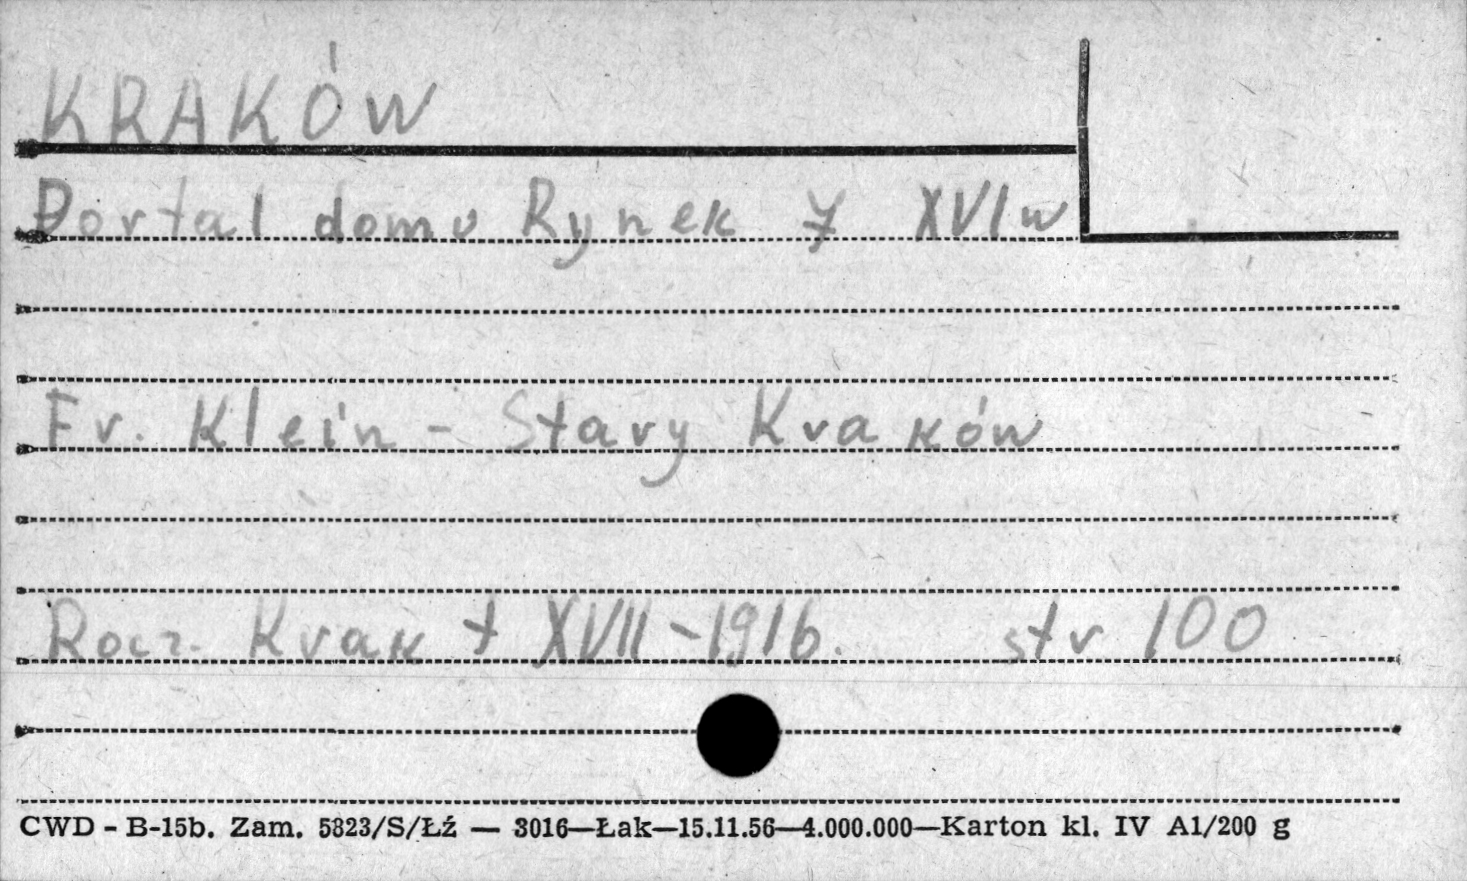 KRAKÓW
Portal domu Rynek 7 XVI w
Fr. Klein - Stary Kraków
Rocz. Krak t XVII - 1916. str 100
CWD - B-15b. Zam. 5823/S/Łź — 3016—Łak—15.11.56—4.000.000—Karton kl. IV A1/200 g